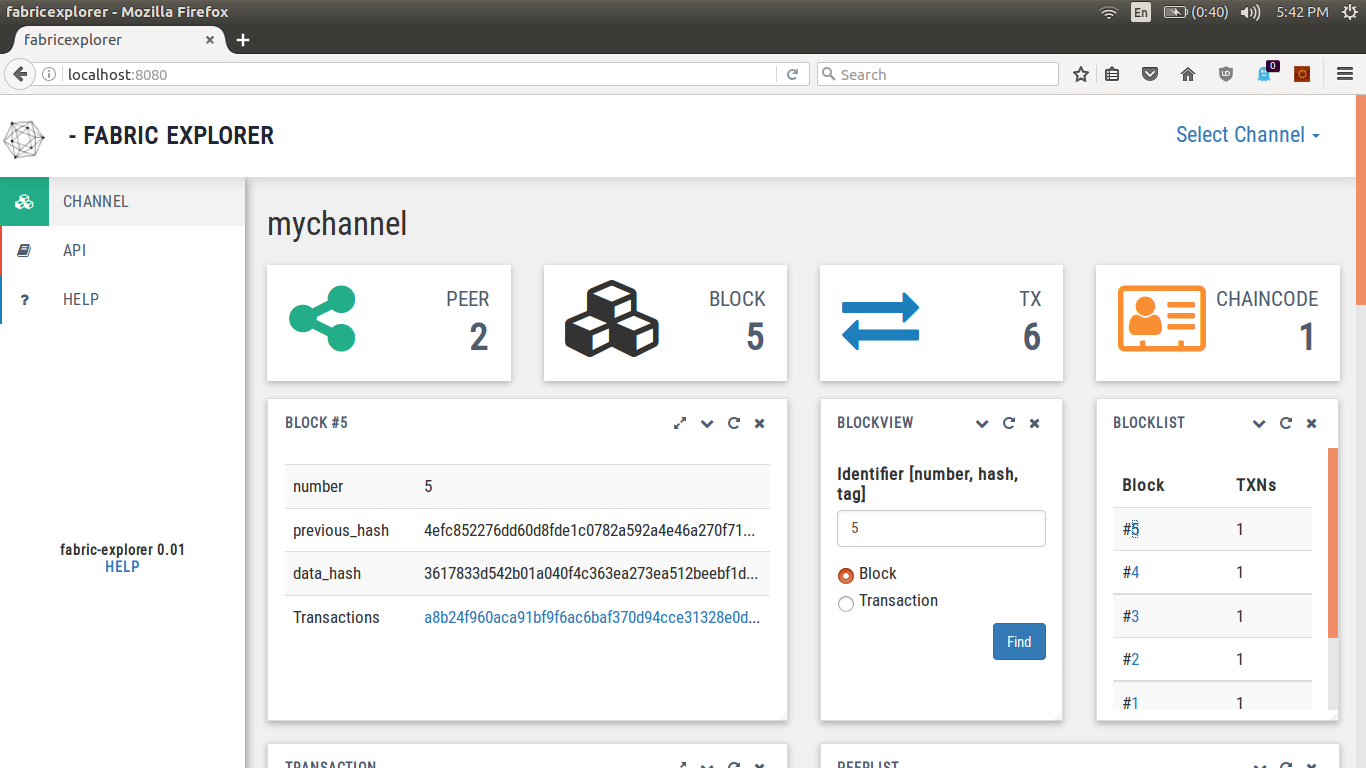 fabricexplorer - Mozilla Firefox
En
(0:40)
5:42 PM
fabricexplorer
localhost:8080
Search
0
- FABRIC EXPLORER
Select Channel
CHANNEL
API
HELP
fabric-explorer 0.01
HELP
mychannel
PEER
2
BLOCK
5
TX
6
CHAINCODE
1
BLOCK #5
number 5
previous_hash 4efc852276dd60d8fde1c0782a592a4e46a270f71...
data_hash 3617833d542b01a040f4c363ea273ea512beebf1d...
Transactions a8b24f960aca91bf9f6ac6baf370d94cce31328e0d...
BLOCKVIEW
Identifier [number, hash,
tag]
5
Block
Transaction
Find
BLOCKLIST
Block TXNs
#5 1
#4 1
#3 1
#2 1
#1 1
TRANSACTION
PEERLIST